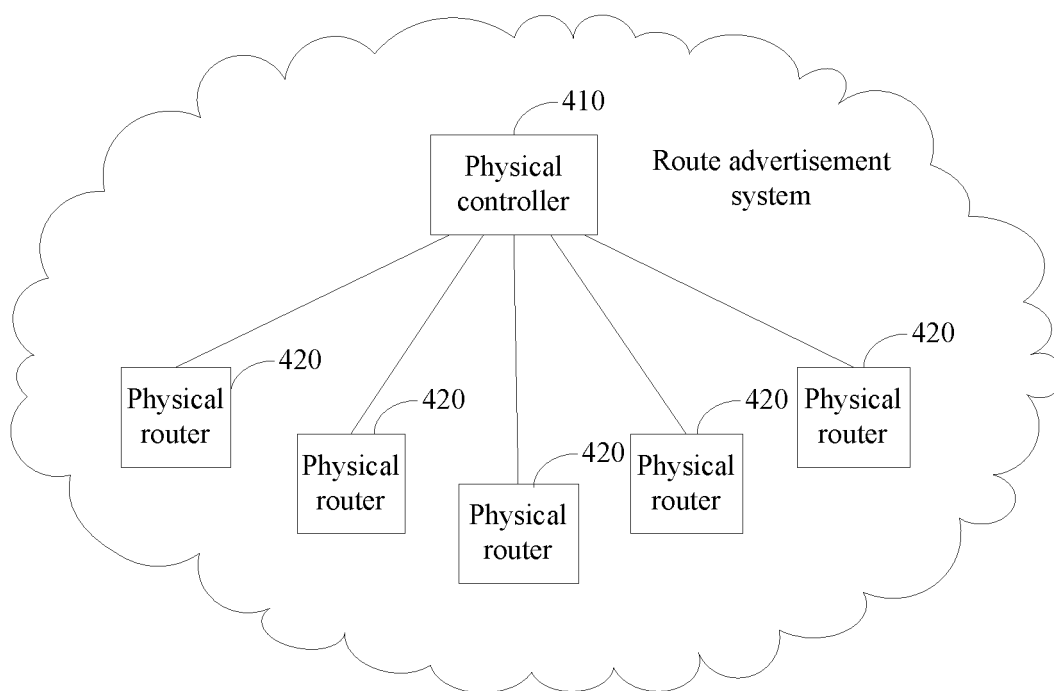 410
Physical
controller
Route advertisement
system
420
Physical
router
420
Physical
router
420
Physical
router
420
Physical
router
420
Physical
router